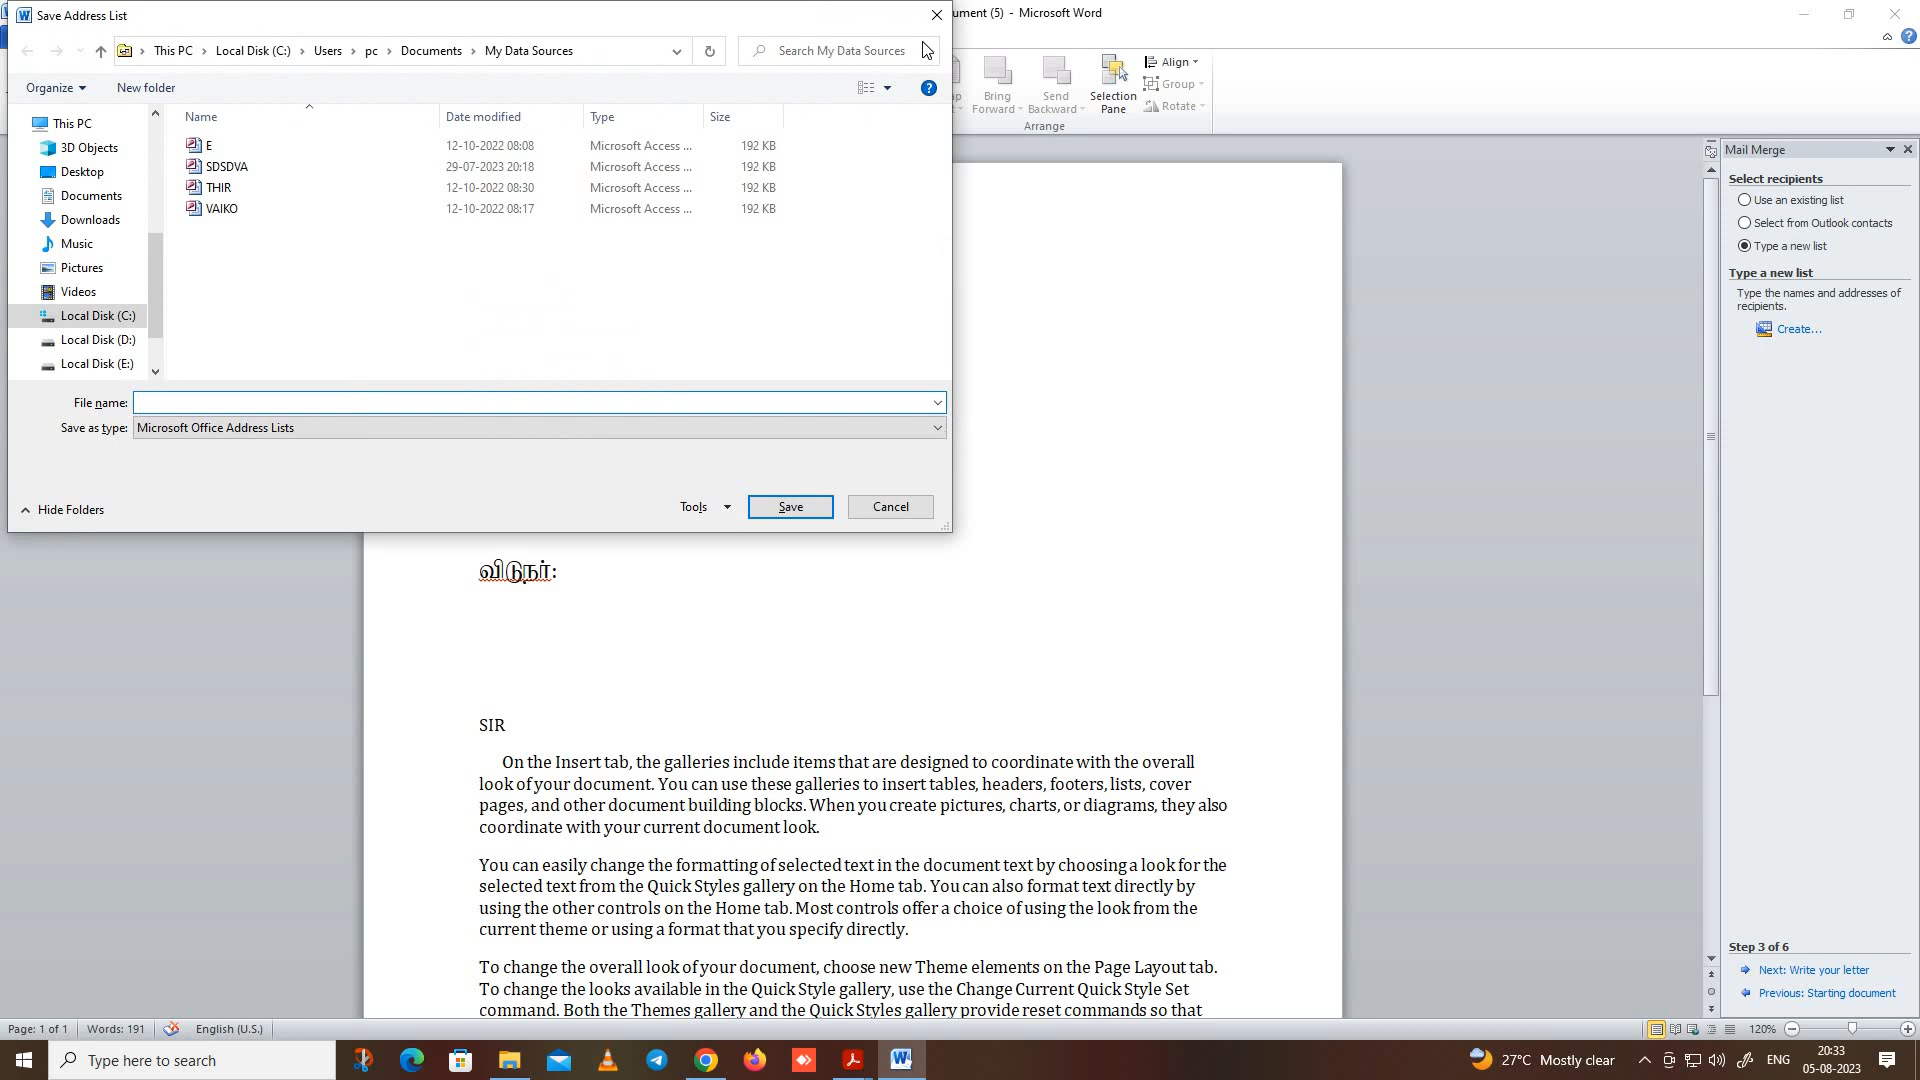 Save Address List
ument (5) - Microsoft Word
This PC > Local Disk (C:) > Users > pc > Documents > My Data Sources
Search My Data Sources
Organize
New folder
Name
Date modified
Type
Size
E 12-10-2022 08:08 Microsoft Access ... 192 KB
SDSDVA 29-07-2023 20:18 Microsoft Access ... 192 KB
THIR 12-10-2022 08:30 Microsoft Access ... 192 KB
VAIKO 12-10-2022 08:17 Microsoft Access ... 192 KB
This PC
3D Objects
Desktop
Documents
Downloads
Music
Pictures
Videos
Local Disk (C:)
Local Disk (D:)
Local Disk (E:)
File name:
Save as type: Microsoft Office Address Lists
Hide Folders
Tools
Save
Cancel
Bring
Forward
Send
Backward
Selection
Pane
Align
Group
Rotate
Arrange
விடுநர்:
SIR
On the Insert tab, the galleries include items that are designed to coordinate with the overall
look of your document. You can use these galleries to insert tables, headers, footers, lists, cover
pages, and other document building blocks. When you create pictures, charts, or diagrams, they also
coordinate with your current document look.
You can easily change the formatting of selected text in the document text by choosing a look for the
selected text from the Quick Styles gallery on the Home tab. You can also format text directly by
using the other controls on the Home tab. Most controls offer a choice of using the look from the
current theme or using a format that you specify directly.
To change the overall look of your document, choose new Theme elements on the Page Layout tab.
To change the looks available in the Quick Style gallery, use the Change Current Quick Style Set
command. Both the Themes gallery and the Quick Styles gallery provide reset commands so that
Mail Merge
Select recipients
Use an existing list
Select from Outlook contacts
Type a new list
Type a new list
Type the names and addresses of
recipients.
Create...
Step 3 of 6
Next: Write your letter
Previous: Starting document
Page: 1 of 1
Words: 191
English (U.S.)
120%
Type here to search
27°C Mostly clear
ENG
20:33
05-08-2023